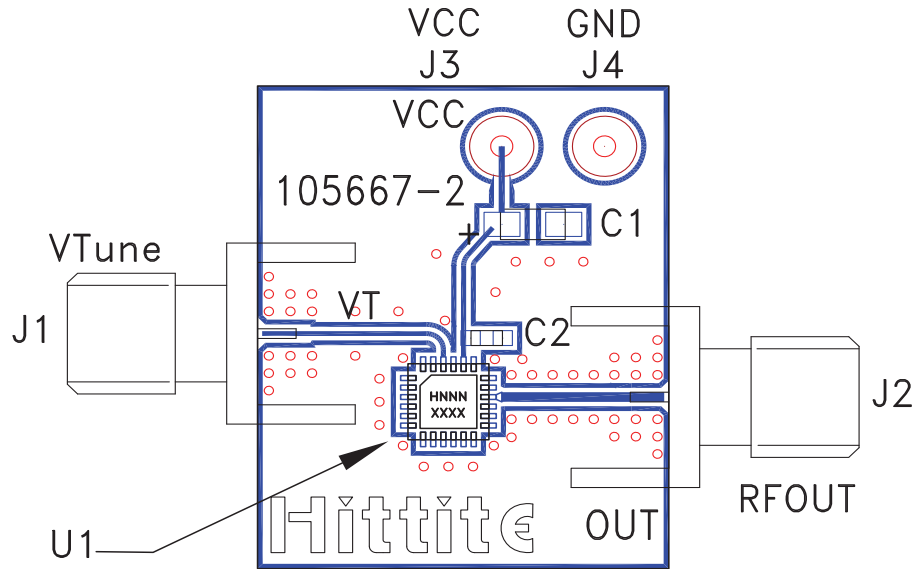 VCC GND
J3 J4
VCC
105667-2
+
C1
VTune
VT
J1
C2
HNNN
XXXX
J2
RFOUT
OUT
Hittite
U1